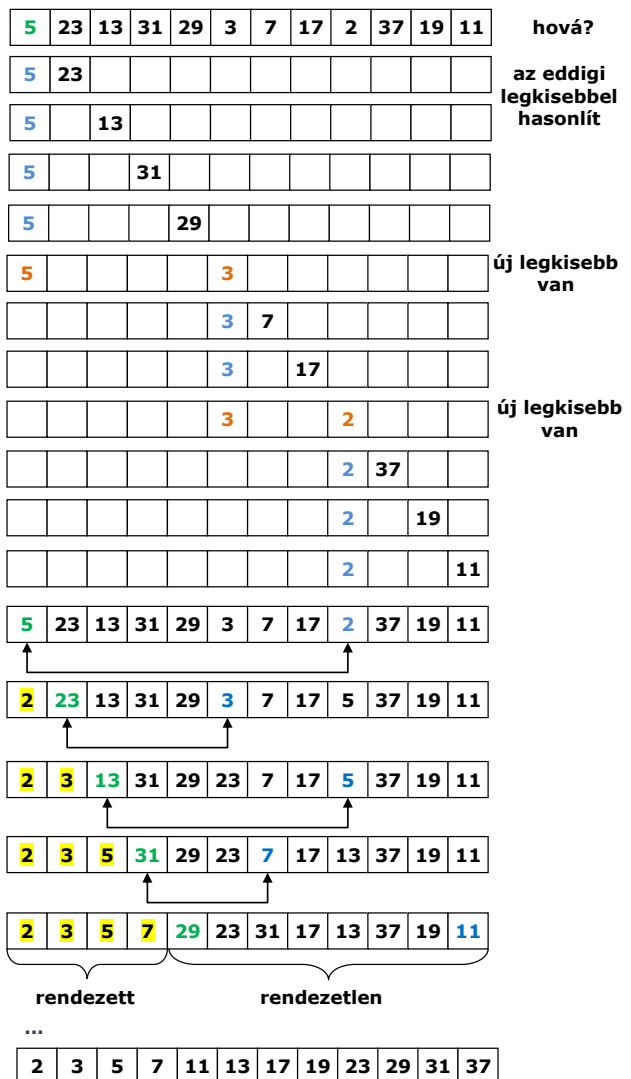 5 23 13 31 29 3 7 17 2 37 19 11 hová?
5 23 az eddigi
legkisebbel
5 13 hasonlít
5 31
5 29
5 3 új legkisebb
van
3 7
3 17
3 2 új legkisebb
van
2 37
2 19
2 11
5 23 13 31 29 3 7 17 2 37 19 11
2 23 13 31 29 3 7 17 5 37 19 11
2 3 13 31 29 23 7 17 5 37 19 11
2 3 5 31 29 23 7 17 13 37 19 11
2 3 5 7 29 23 31 17 13 37 19 11
rendezett rendezetlen
...
2 3 5 7 11 13 17 19 23 29 31 37